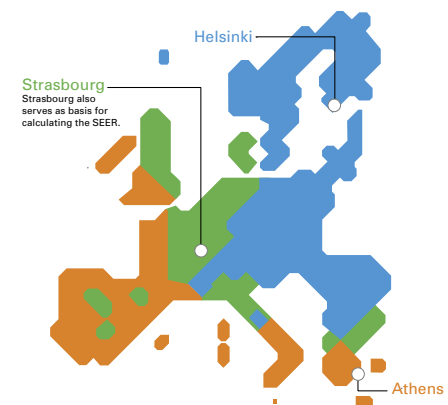 Helsinki
Strasbourg
Strasbourg also
serves as basis for
calculating the SEER.
Athens